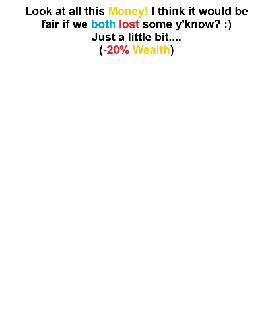 Look at all this Money! I think it would be
fair if we both lost some y'know? :)
Just a little bit....
(-20% Wealth)